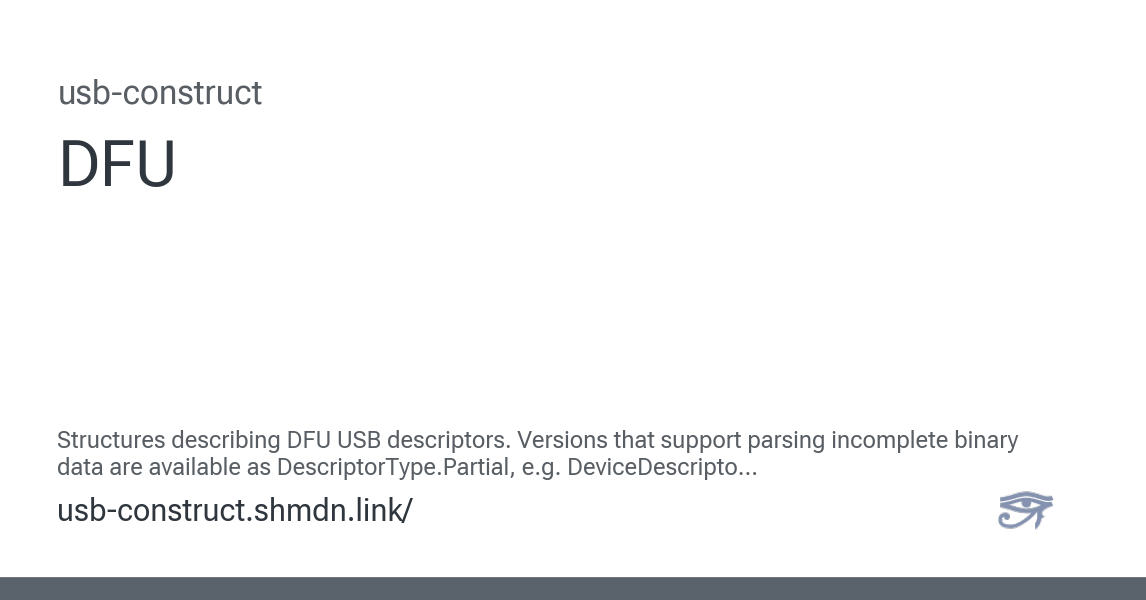 usb-construct
DFU
Structures describing DFU USB descriptors. Versions that support parsing incomplete binary
data are available as DescriptorType.Partial, e.g. DeviceDescripto...
usb-construct.shmdn.link/